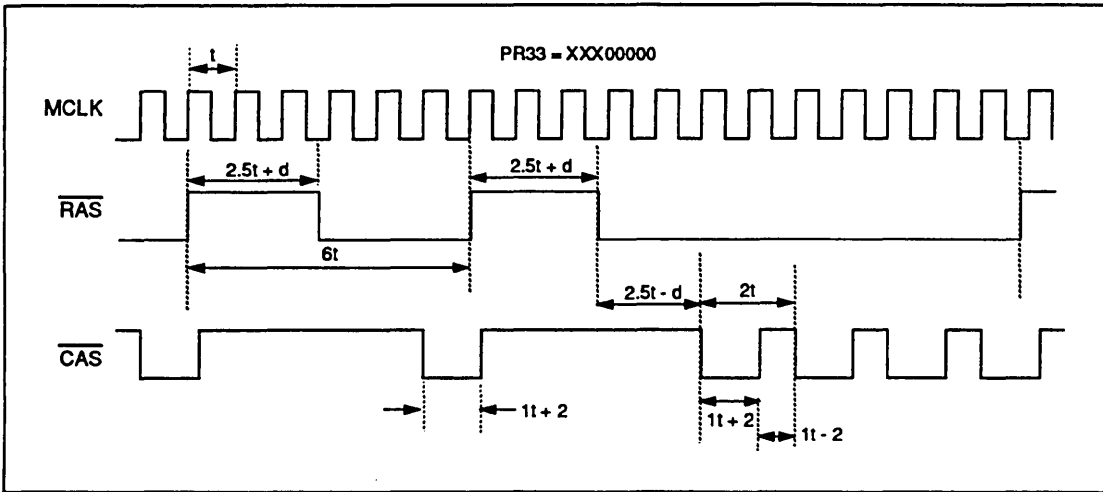 t
PR33 = XXX00000
MCLK
2.5t + d
2.5t + d
RAS
6t
2.5t - d
2t
CAS
1t + 2
1t + 2
1t - 2